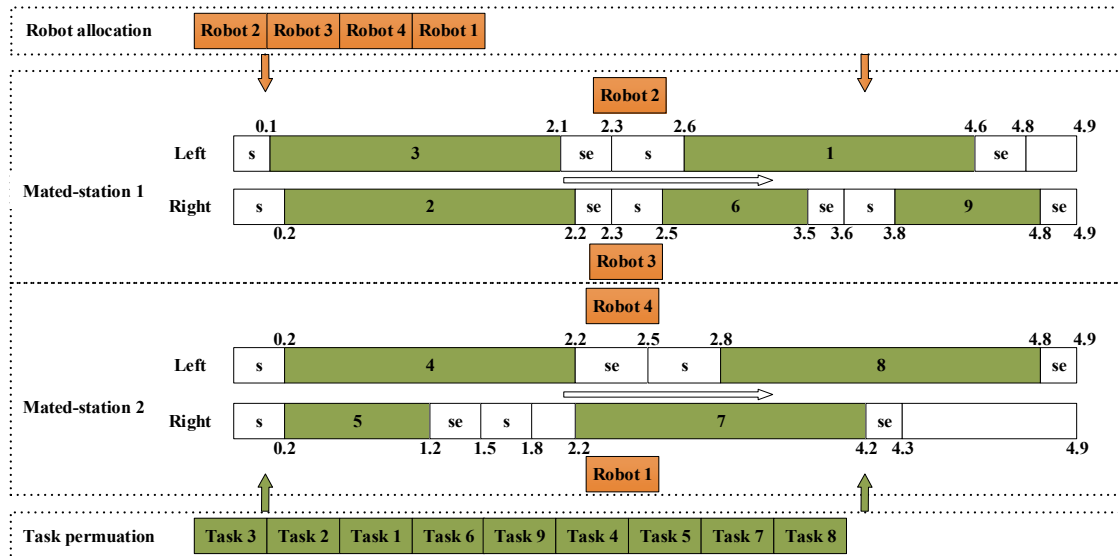 Robot allocation Robot 2 Robot 3 Robot 4 Robot 1
Robot 2
0.1 2.1 2.3 2.6 4.6 4.8 4.9
Left s 3 se s 1 se
Mated-station 1
Right s 2 se s 6 se s 9 se
0.2 2.2 2.3 2.5 3.5 3.6 3.8 4.8 4.9
Robot 3
Robot 4
0.2 2.2 2.5 2.8 4.8 4.9
Left s 4 se s 8 se
Mated-station 2
Right s 5 se s 7 se
0.2 1.2 1.5 1.8 2.2 4.2 4.3 4.9
Robot 1
Task permuation Task 3 Task 2 Task 1 Task 6 Task 9 Task 4 Task 5 Task 7 Task 8